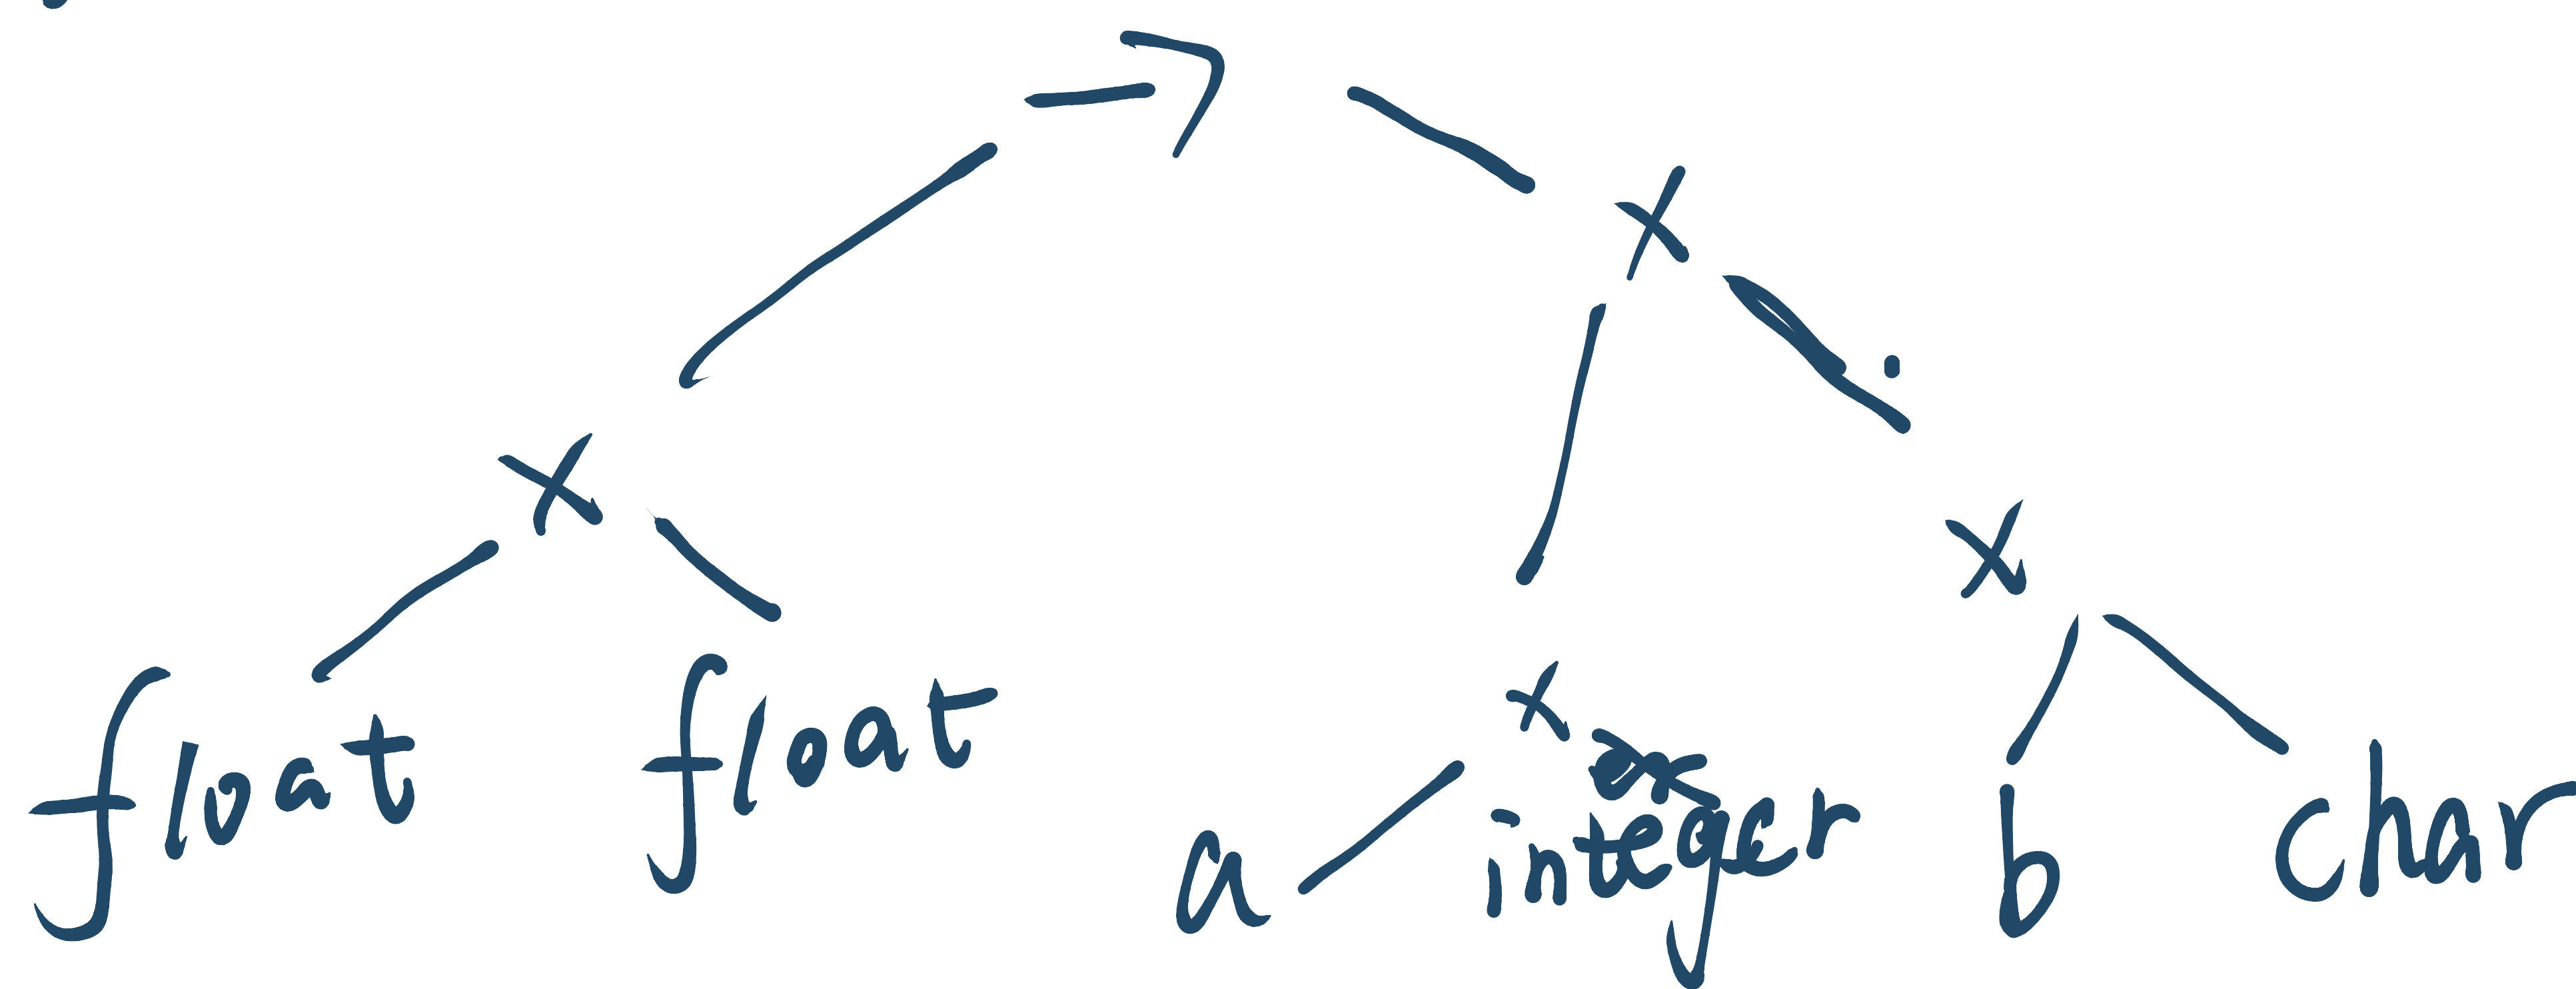 →
×
×
×
float float
×
a integer b char